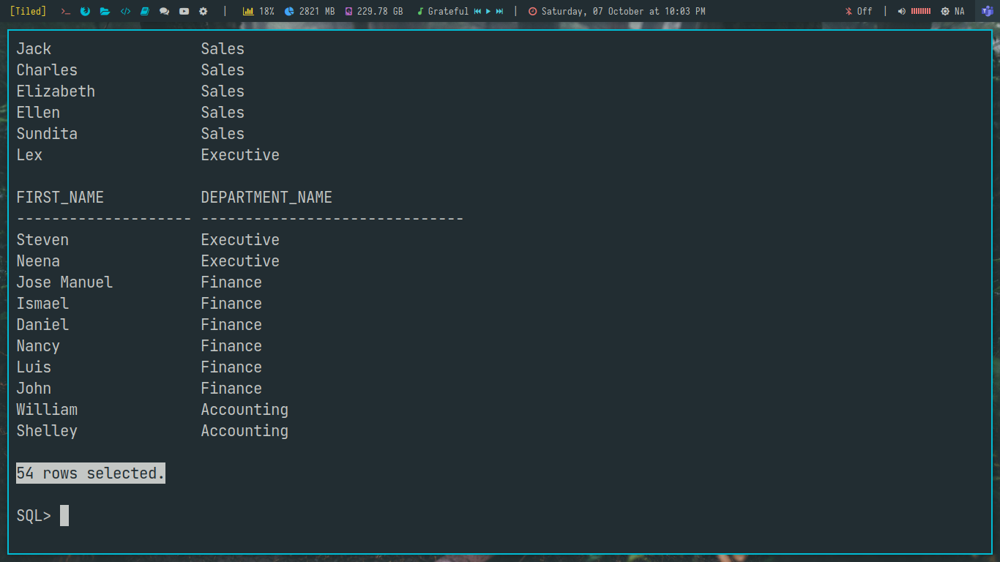 [Tiled] | 18% 2821 MB 229.78 GB Grateful | Saturday, 07 October at 10:03 PM Off | NA
Jack Sales
Charles Sales
Elizabeth Sales
Ellen Sales
Sundita Sales
Lex Executive
FIRST_NAME DEPARTMENT_NAME
-------------------- ------------------------------
Steven Executive
Neena Executive
Jose Manuel Finance
Ismael Finance
Daniel Finance
Nancy Finance
Luis Finance
John Finance
William Accounting
Shelley Accounting
54 rows selected.
SQL>